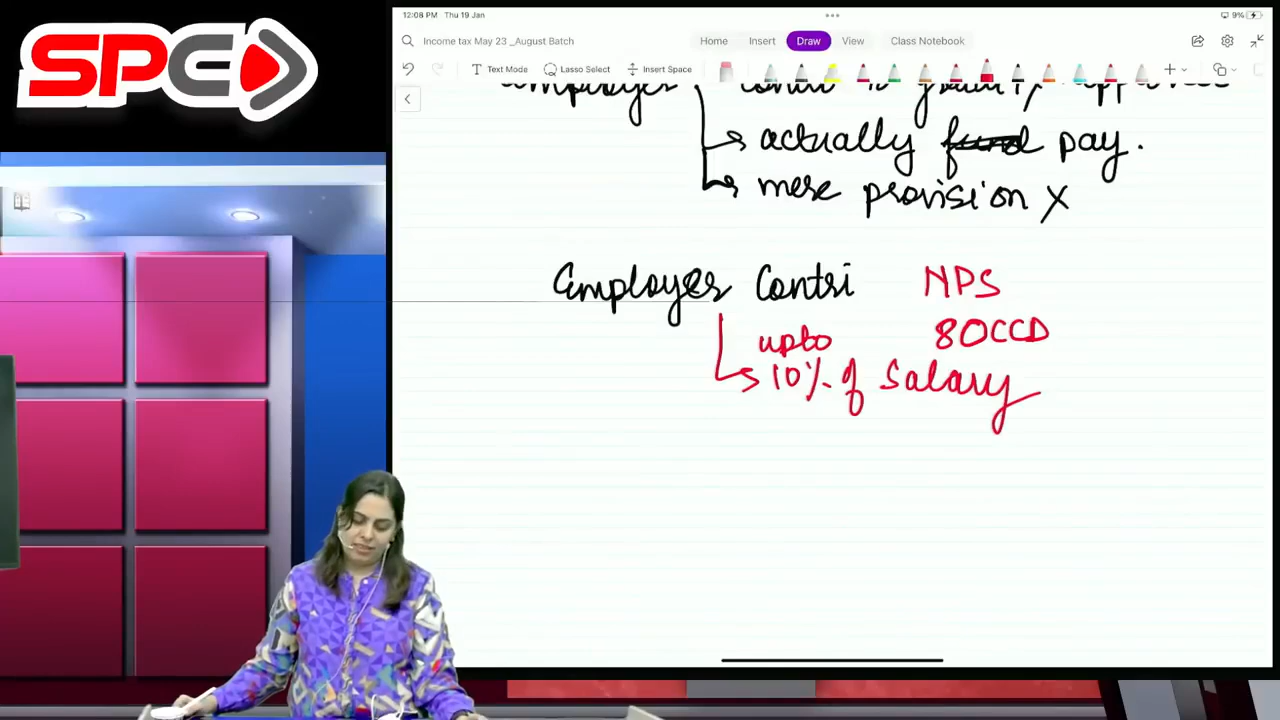 SPE
12:08 PM Thu 19 Jan
9%
Income tax May 23 _August Batch
Home Insert Draw View Class Notebook
Text Mode Lasso Select Insert Space
Employer
actually fund pay.
mere provision X
Employer Contri NPS
upto 80CCD
10% of Salary